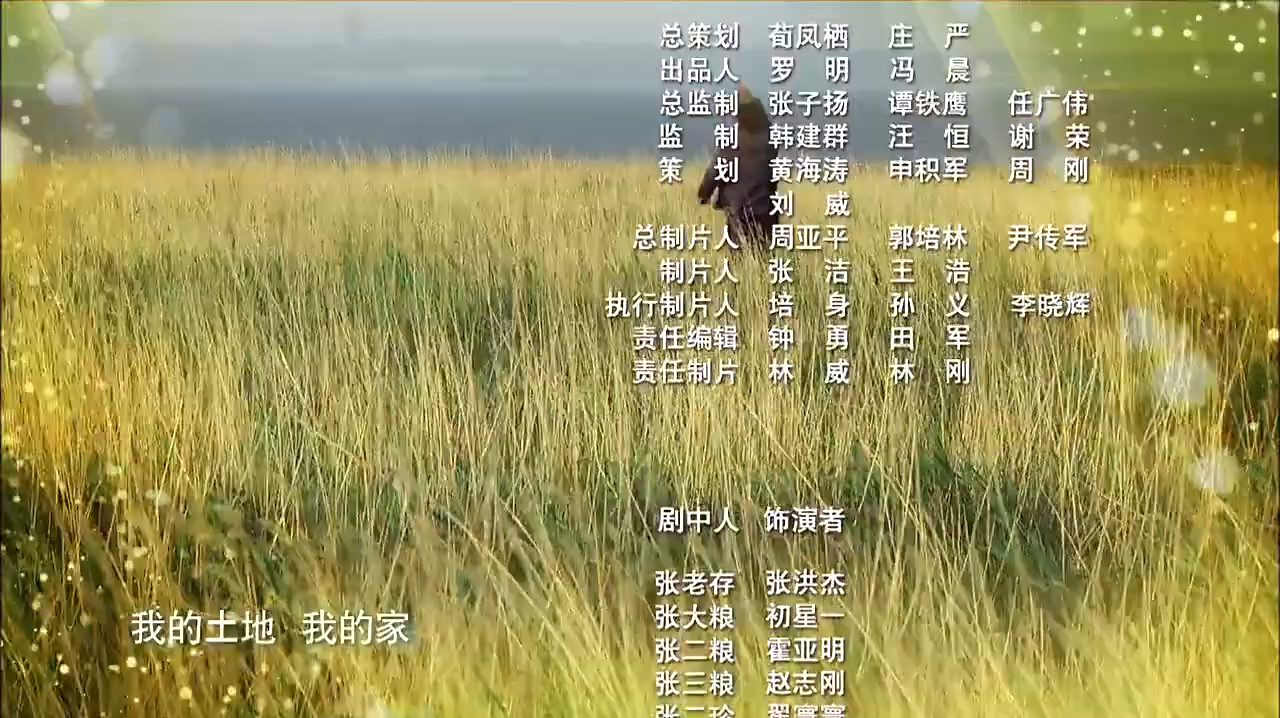 总策划 荀凤栖 庄严
出品人 罗明 冯晨
总监制 张子扬 谭铁鹰 任广伟
监制 韩建群 汪恒 谢荣
策划 黄海涛 申积军 周刚
刘威
总制片人 周亚平 郭培林 尹传军
制片人 张洁 王浩
执行制片人 培身 孙义 李晓辉
责任编辑 钟勇 田军
责任制片 林威 林刚
剧中人 饰演者
张老存 张洪杰
张大粮 初星一
张二粮 霍亚明
张三粮 赵志刚
我的土地 我的家